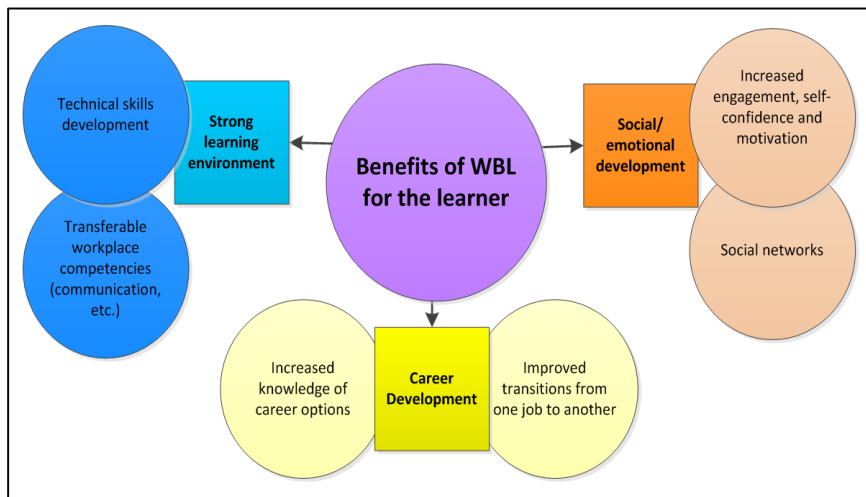 Technical skills
development
Transferable
workplace
competencies
(communication,
etc.)
Strong
learning
environment
Benefits of WBL
for the learner
Social/
emotional
development
Increased
engagement, self-
confidence and
motivation
Social networks
Increased
knowledge of
career options
Career
Development
Improved
transitions from
one job to another